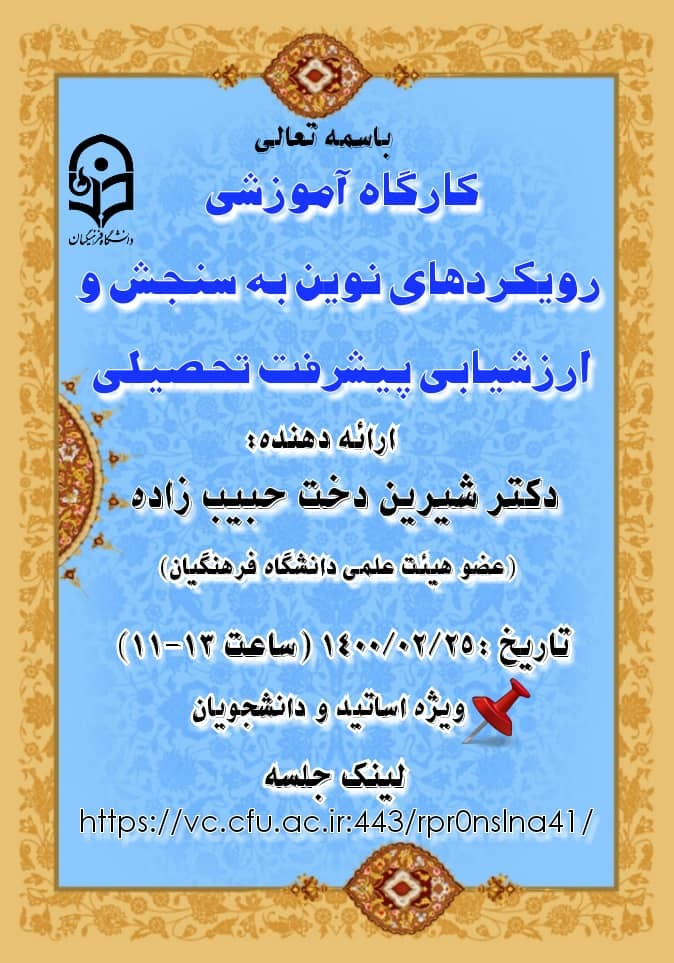 باسمه تعالی
دانشگاه فرهنگیان
کارگاه آموزشی
رویکردهای نوین به سنجش و
ارزشیابی پیشرفت تحصیلی
ارائه دهنده:
دکتر شیرین دخت حبیب زاده
(عضو هیئت علمی دانشگاه فرهنگیان)
تاریخ :۱۴۰۰/۰۲/۲۵ (ساعت ۱۳-۱۱)
ویژه اساتید و دانشجویان
لینک جلسه
https://vc.cfu.ac.ir:443/rpr0nslna41/